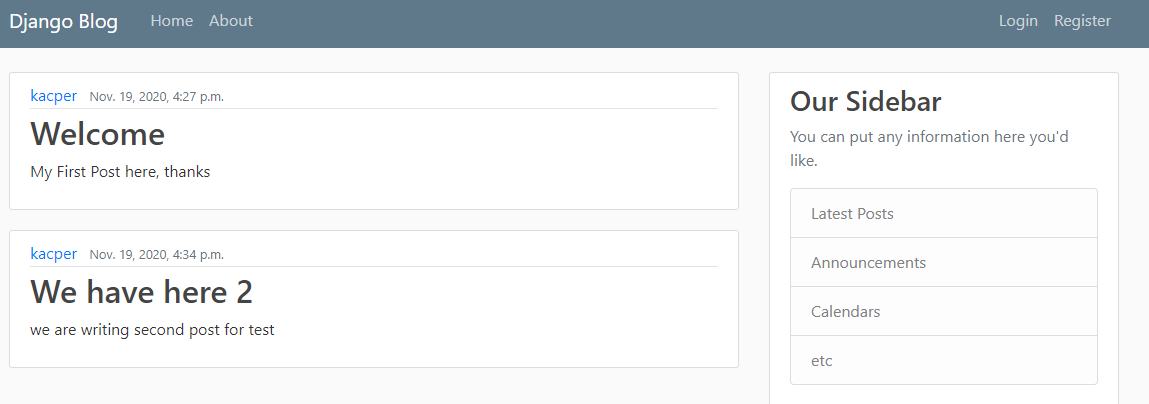 Django Blog Home About Login Register
kacper Nov. 19, 2020, 4:27 p.m.
Welcome
My First Post here, thanks
kacper Nov. 19, 2020, 4:34 p.m.
We have here 2
we are writing second post for test
Our Sidebar
You can put any information here you'd
like.
Latest Posts
Announcements
Calendars
etc